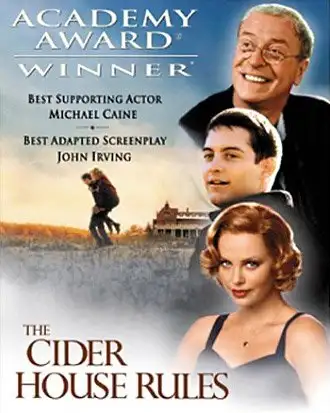 ACADEMY
AWARD®
WINNER®
BEST SUPPORTING ACTOR
MICHAEL CAINE
BEST ADAPTED SCREENPLAY
JOHN IRVING
THE
CIDER
HOUSE RULES